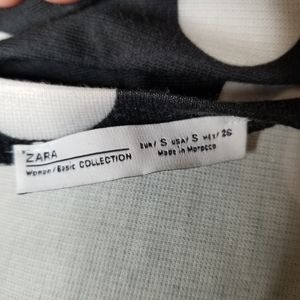 ZARA
Woman/Basic COLLECTION
EUR/ S USA/ S MEX/ 26
Made in Morocco